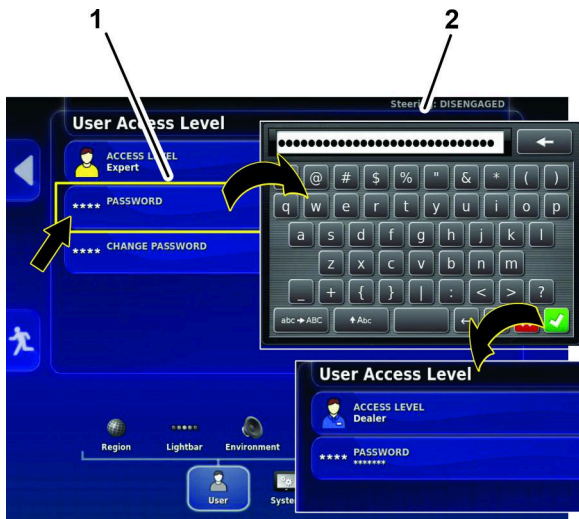 1
2
Steering: DISENGAGED
User Access Level
ACCESS LEVEL
Expert
**** PASSWORD
**** CHANGE PASSWORD
●●●●●●●●●●●●●●●●●●●●●●●●●●●●● ←
@ # $ % " & * ( )
q w e r t y u i o p
a s d f g h j k l
z x c v b n m
_ + { } | : < > ?
abc → ABC ↑ Abc ←
User Access Level
ACCESS LEVEL
Dealer
**** PASSWORD
*******
Region Lightbar Environment
User